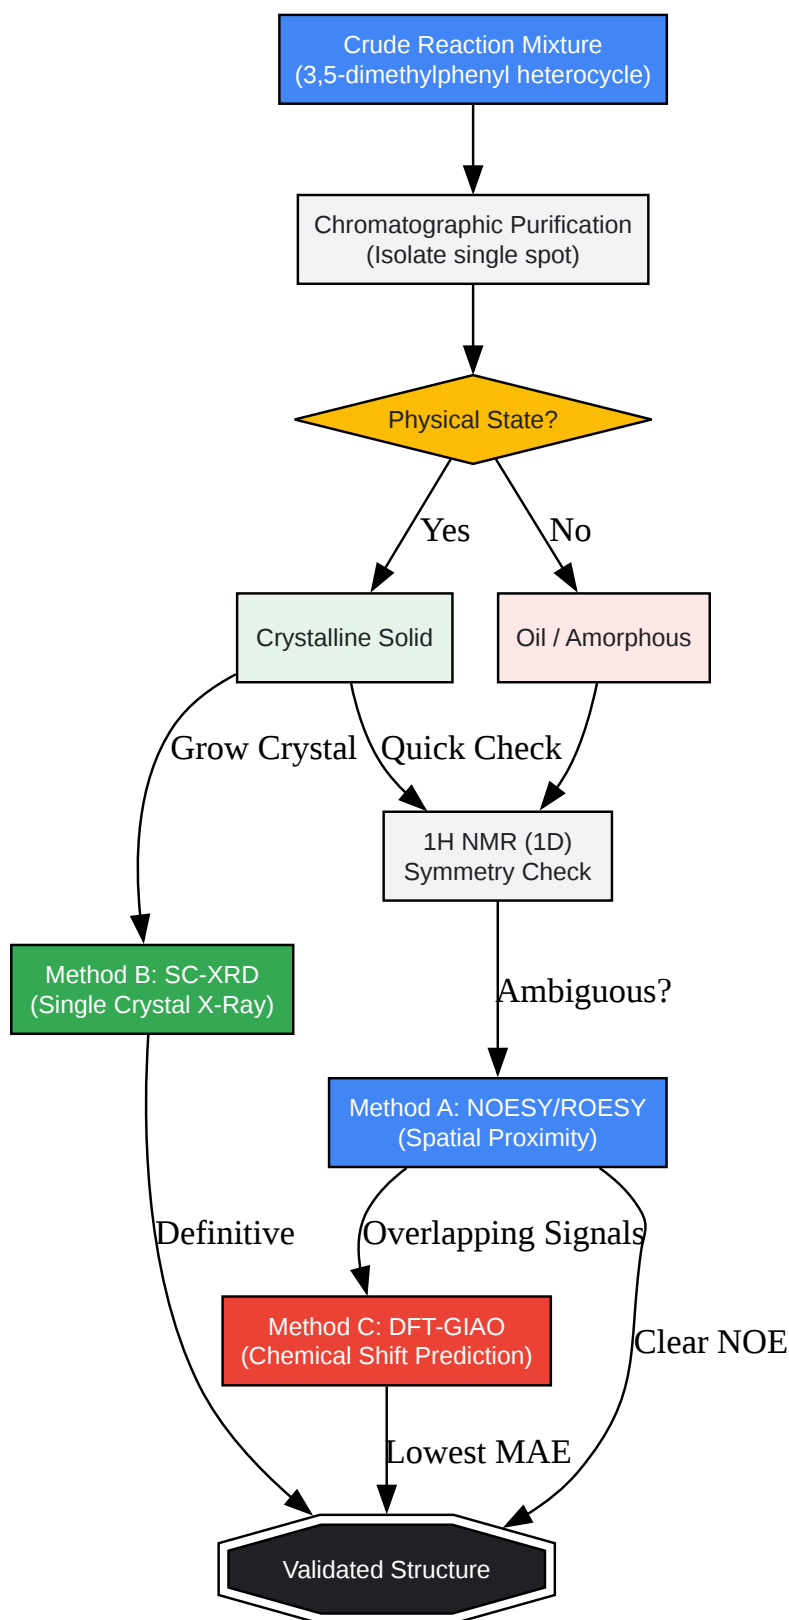 Crude Reaction Mixture
(3,5-dimethylphenyl heterocycle)
Chromatographic Purification
(Isolate single spot)
Physical State?
Yes
No
Crystalline Solid
Oil / Amorphous
Grow Crystal
Quick Check
1H NMR (1D)
Symmetry Check
Method B: SC-XRD
(Single Crystal X-Ray)
Ambiguous?
Method A: NOESY/ROESY
(Spatial Proximity)
Definitive
Overlapping Signals
Method C: DFT-GIAO
(Chemical Shift Prediction)
Clear NOE
Lowest MAE
Validated Structure